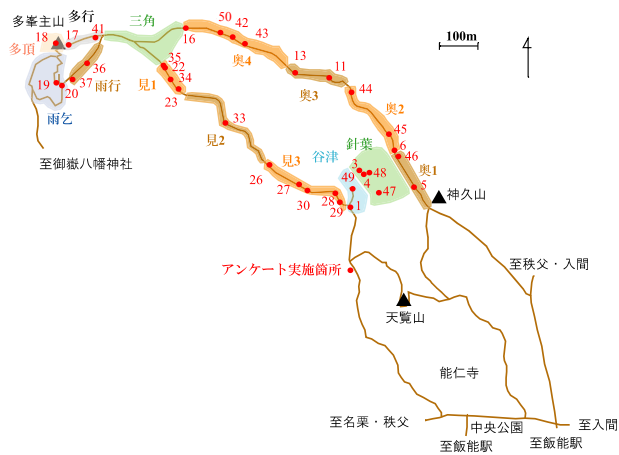 50
42
43
三角
16
奥4
41
多行
多峯主山
17
18
多頂
100m
13
11
奥3
35
22
34
見1
23
36
雨行
37
19
20
雨乞
44
奥2
45
6
46
33
見2
針葉
谷津
3
48
4
49
47
奥1
5
至御嶽八幡神社
見3
26
27
30
28
29
1
神久山
アンケート実施箇所
至秩父・入間
天覧山
能仁寺
至名栗・秩父
中央公園
至入間
至飯能駅
至飯能駅